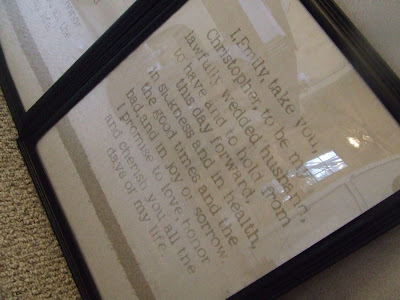 I, Emily, take you,
Christopher, to be my
lawfully wedded husband,
to have and to hold from
this day forward,
in sickness and in health,
the good times and the
bad, and in joy or sorrow.
I promise to love, honor
and cherish you all the
days of my life.